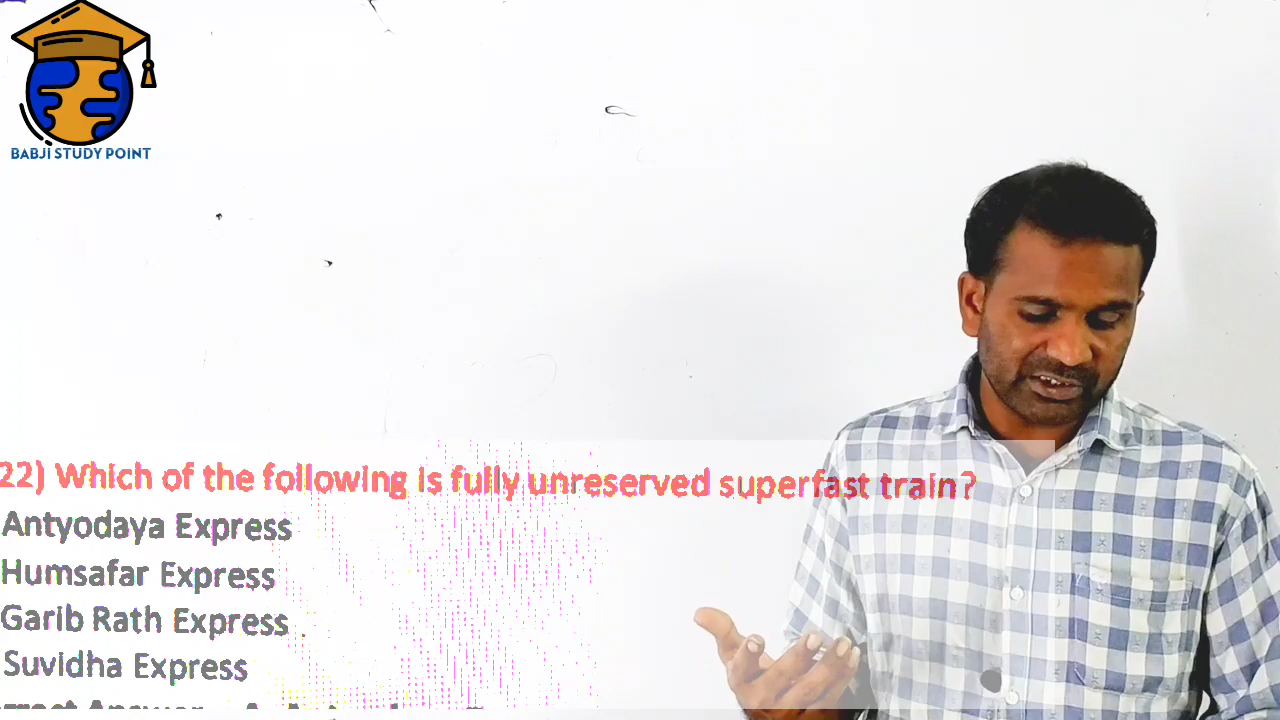 BABJI STUDY POINT
22) Which of the following is fully unreserved superfast train?
Antyodaya Express
Humsafar Express
Garib Rath Express
Suvidha Express